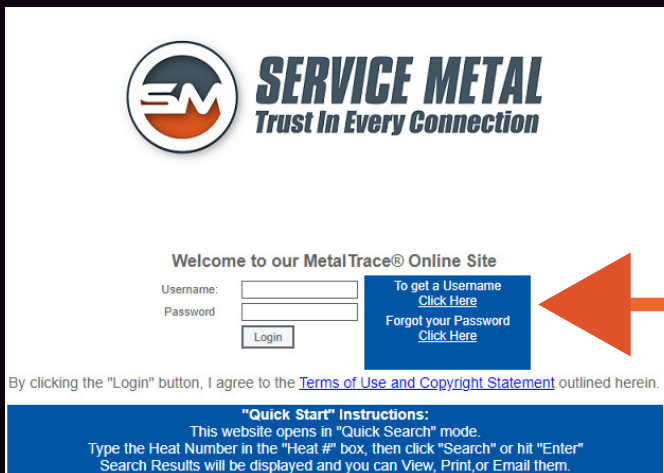 SM
SERVICE METAL
Trust In Every Connection
Welcome to our MetalTrace® Online Site
Username:
To get a Username
Click Here
Password
Forgot your Password
Click Here
Login
By clicking the "Login" button, I agree to the Terms of Use and Copyright Statement outlined herein.
"Quick Start" Instructions:
This website opens in "Quick Search" mode.
Type the Heat Number in the "Heat #" box, then click "Search" or hit "Enter"
Search Results will be displayed and you can View, Print,or Email them.